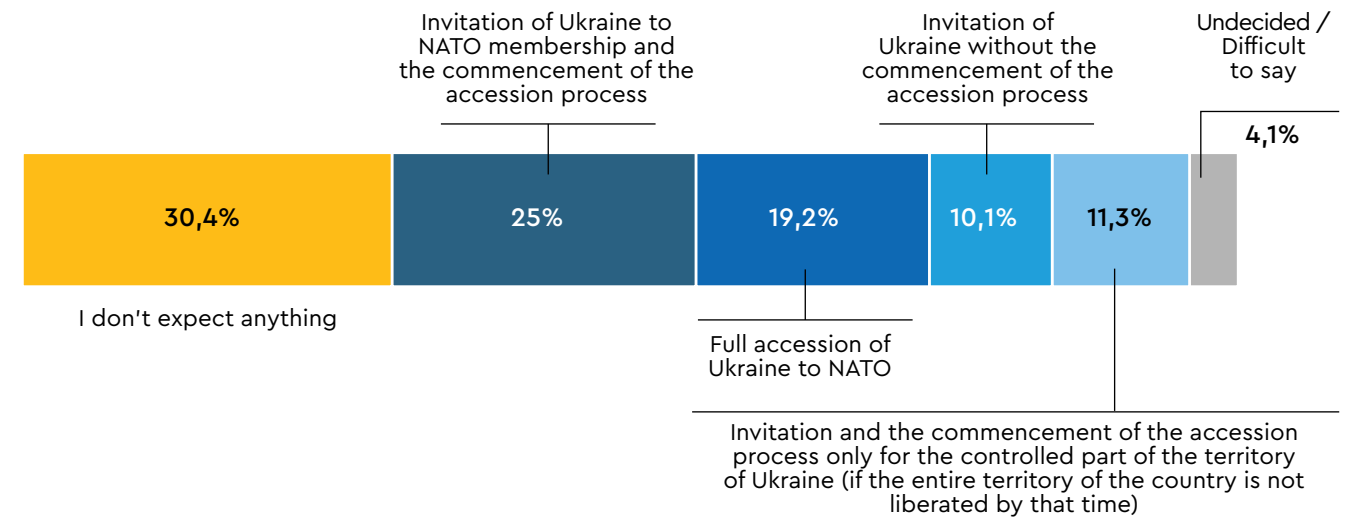 Invitation of Ukraine to
NATO membership and
the commencement of the
accession process
Invitation of
Ukraine without the
commencement of the
accession process
Undecided /
Difficult
to say
4,1%
30,4%
25%
19,2%
10,1%
11,3%
I don't expect anything
Full accession of
Ukraine to NATO
Invitation and the commencement of the accession
process only for the controlled part of the territory
of Ukraine (if the entire territory of the country is not
liberated by that time)